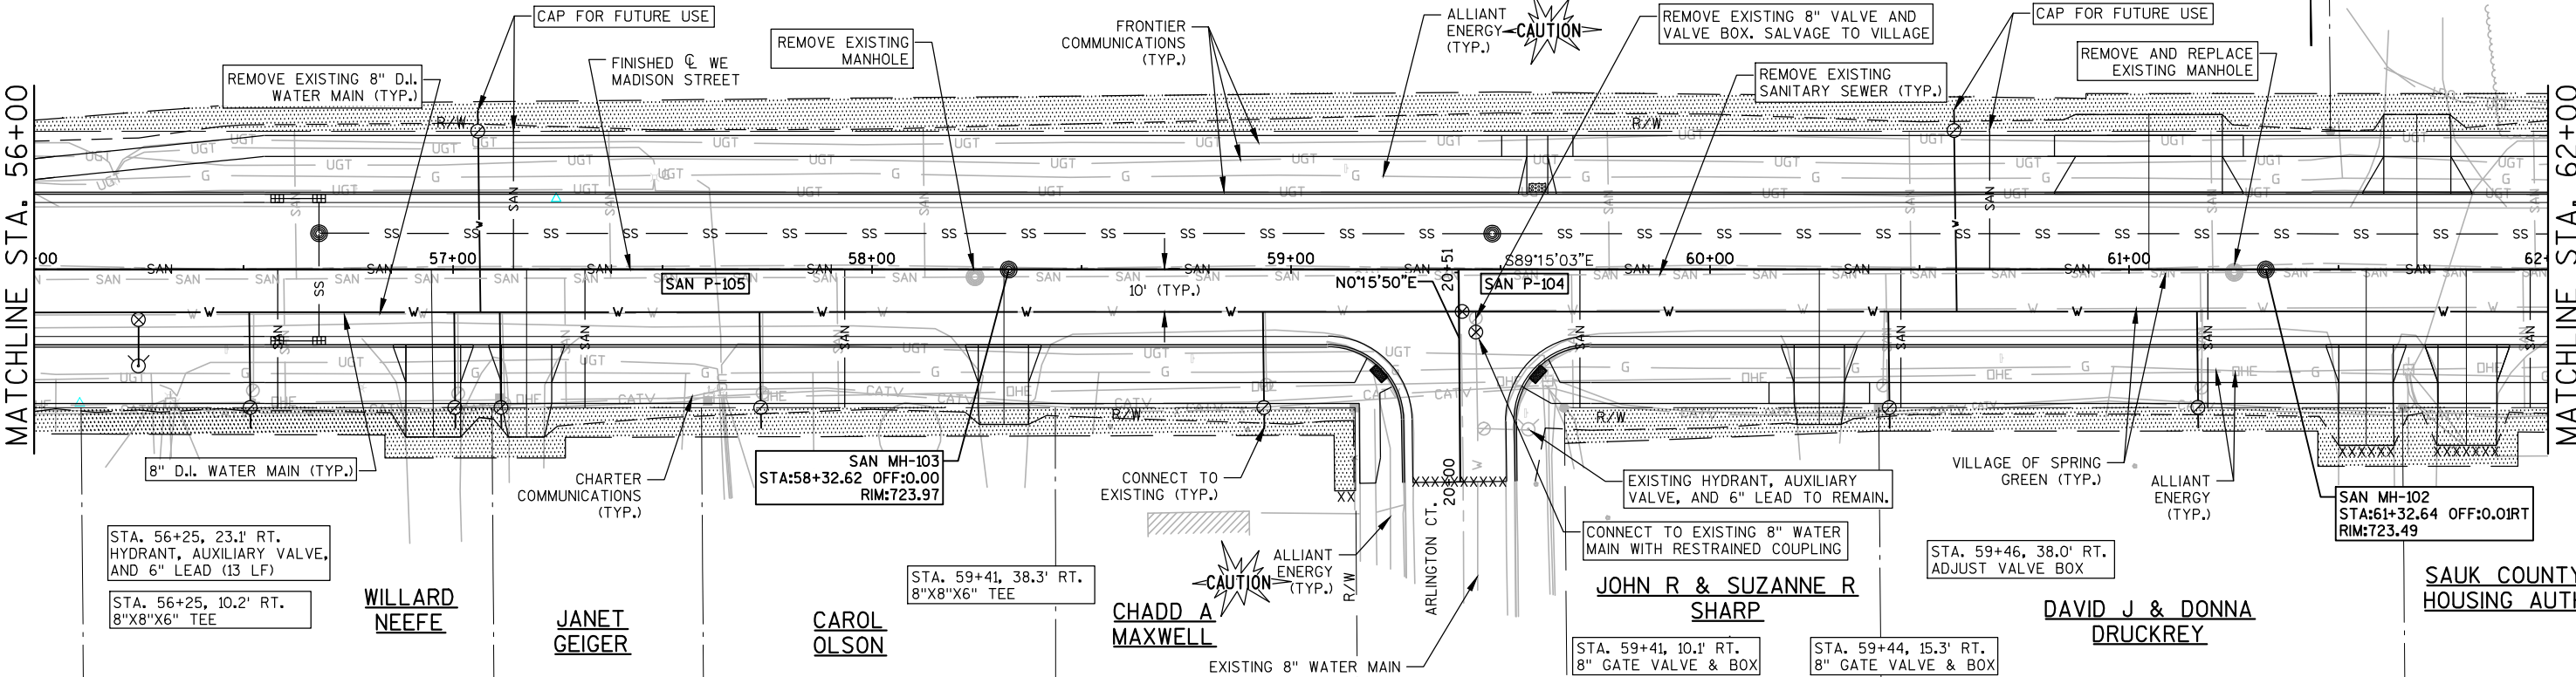 MATCHLINE STA. 56+00
CAP FOR FUTURE USE
REMOVE EXISTING 8" D.I.
WATER MAIN (TYP.)
FINISHED ℄ WE
MADISON STREET
REMOVE EXISTING
MANHOLE
FRONTIER
COMMUNICATIONS
(TYP.)
ALLIANT
ENERGY
(TYP.)
CAUTION
REMOVE EXISTING 8" VALVE AND
VALVE BOX. SALVAGE TO VILLAGE
REMOVE EXISTING
SANITARY SEWER (TYP.)
CAP FOR FUTURE USE
REMOVE AND REPLACE
EXISTING MANHOLE
MATCHLINE STA. 62+00
R/W
R/W
UGT
G
SAN
SS
W
57+00
58+00
59+00
60+00
61+00
SAN P-105
10' (TYP.)
N0°15'50"E
20+51
S89°15'03"E
SAN P-104
OHE
CATV
R/W
R/W
8" D.I. WATER MAIN (TYP.)
CHARTER
COMMUNICATIONS
(TYP.)
SAN MH-103
STA:58+32.62 OFF:0.00
RIM:723.97
CONNECT TO
EXISTING (TYP.)
20+00
EXISTING HYDRANT, AUXILIARY
VALVE, AND 6" LEAD TO REMAIN.
VILLAGE OF SPRING
GREEN (TYP.)
ALLIANT
ENERGY
(TYP.)
SAN MH-102
STA:61+32.64 OFF:0.01RT
RIM:723.49
STA. 56+25, 23.1' RT.
HYDRANT, AUXILIARY VALVE,
AND 6" LEAD (13 LF)
STA. 56+25, 10.2' RT.
8"X8"X6" TEE
WILLARD
NEEFE
JANET
GEIGER
CAROL
OLSON
STA. 59+41, 38.3' RT.
8"X8"X6" TEE
CHADD A
MAXWELL
CAUTION
ALLIANT
ENERGY
(TYP.)
R/W
ARLINGTON CT.
EXISTING 8" WATER MAIN
CONNECT TO EXISTING 8" WATER
MAIN WITH RESTRAINED COUPLING
JOHN R & SUZANNE R
SHARP
STA. 59+41, 10.1' RT.
8" GATE VALVE & BOX
STA. 59+44, 15.3' RT.
8" GATE VALVE & BOX
STA. 59+46, 38.0' RT.
ADJUST VALVE BOX
DAVID J & DONNA
DRUCKREY
SAUK COUNTY
HOUSING AUTH